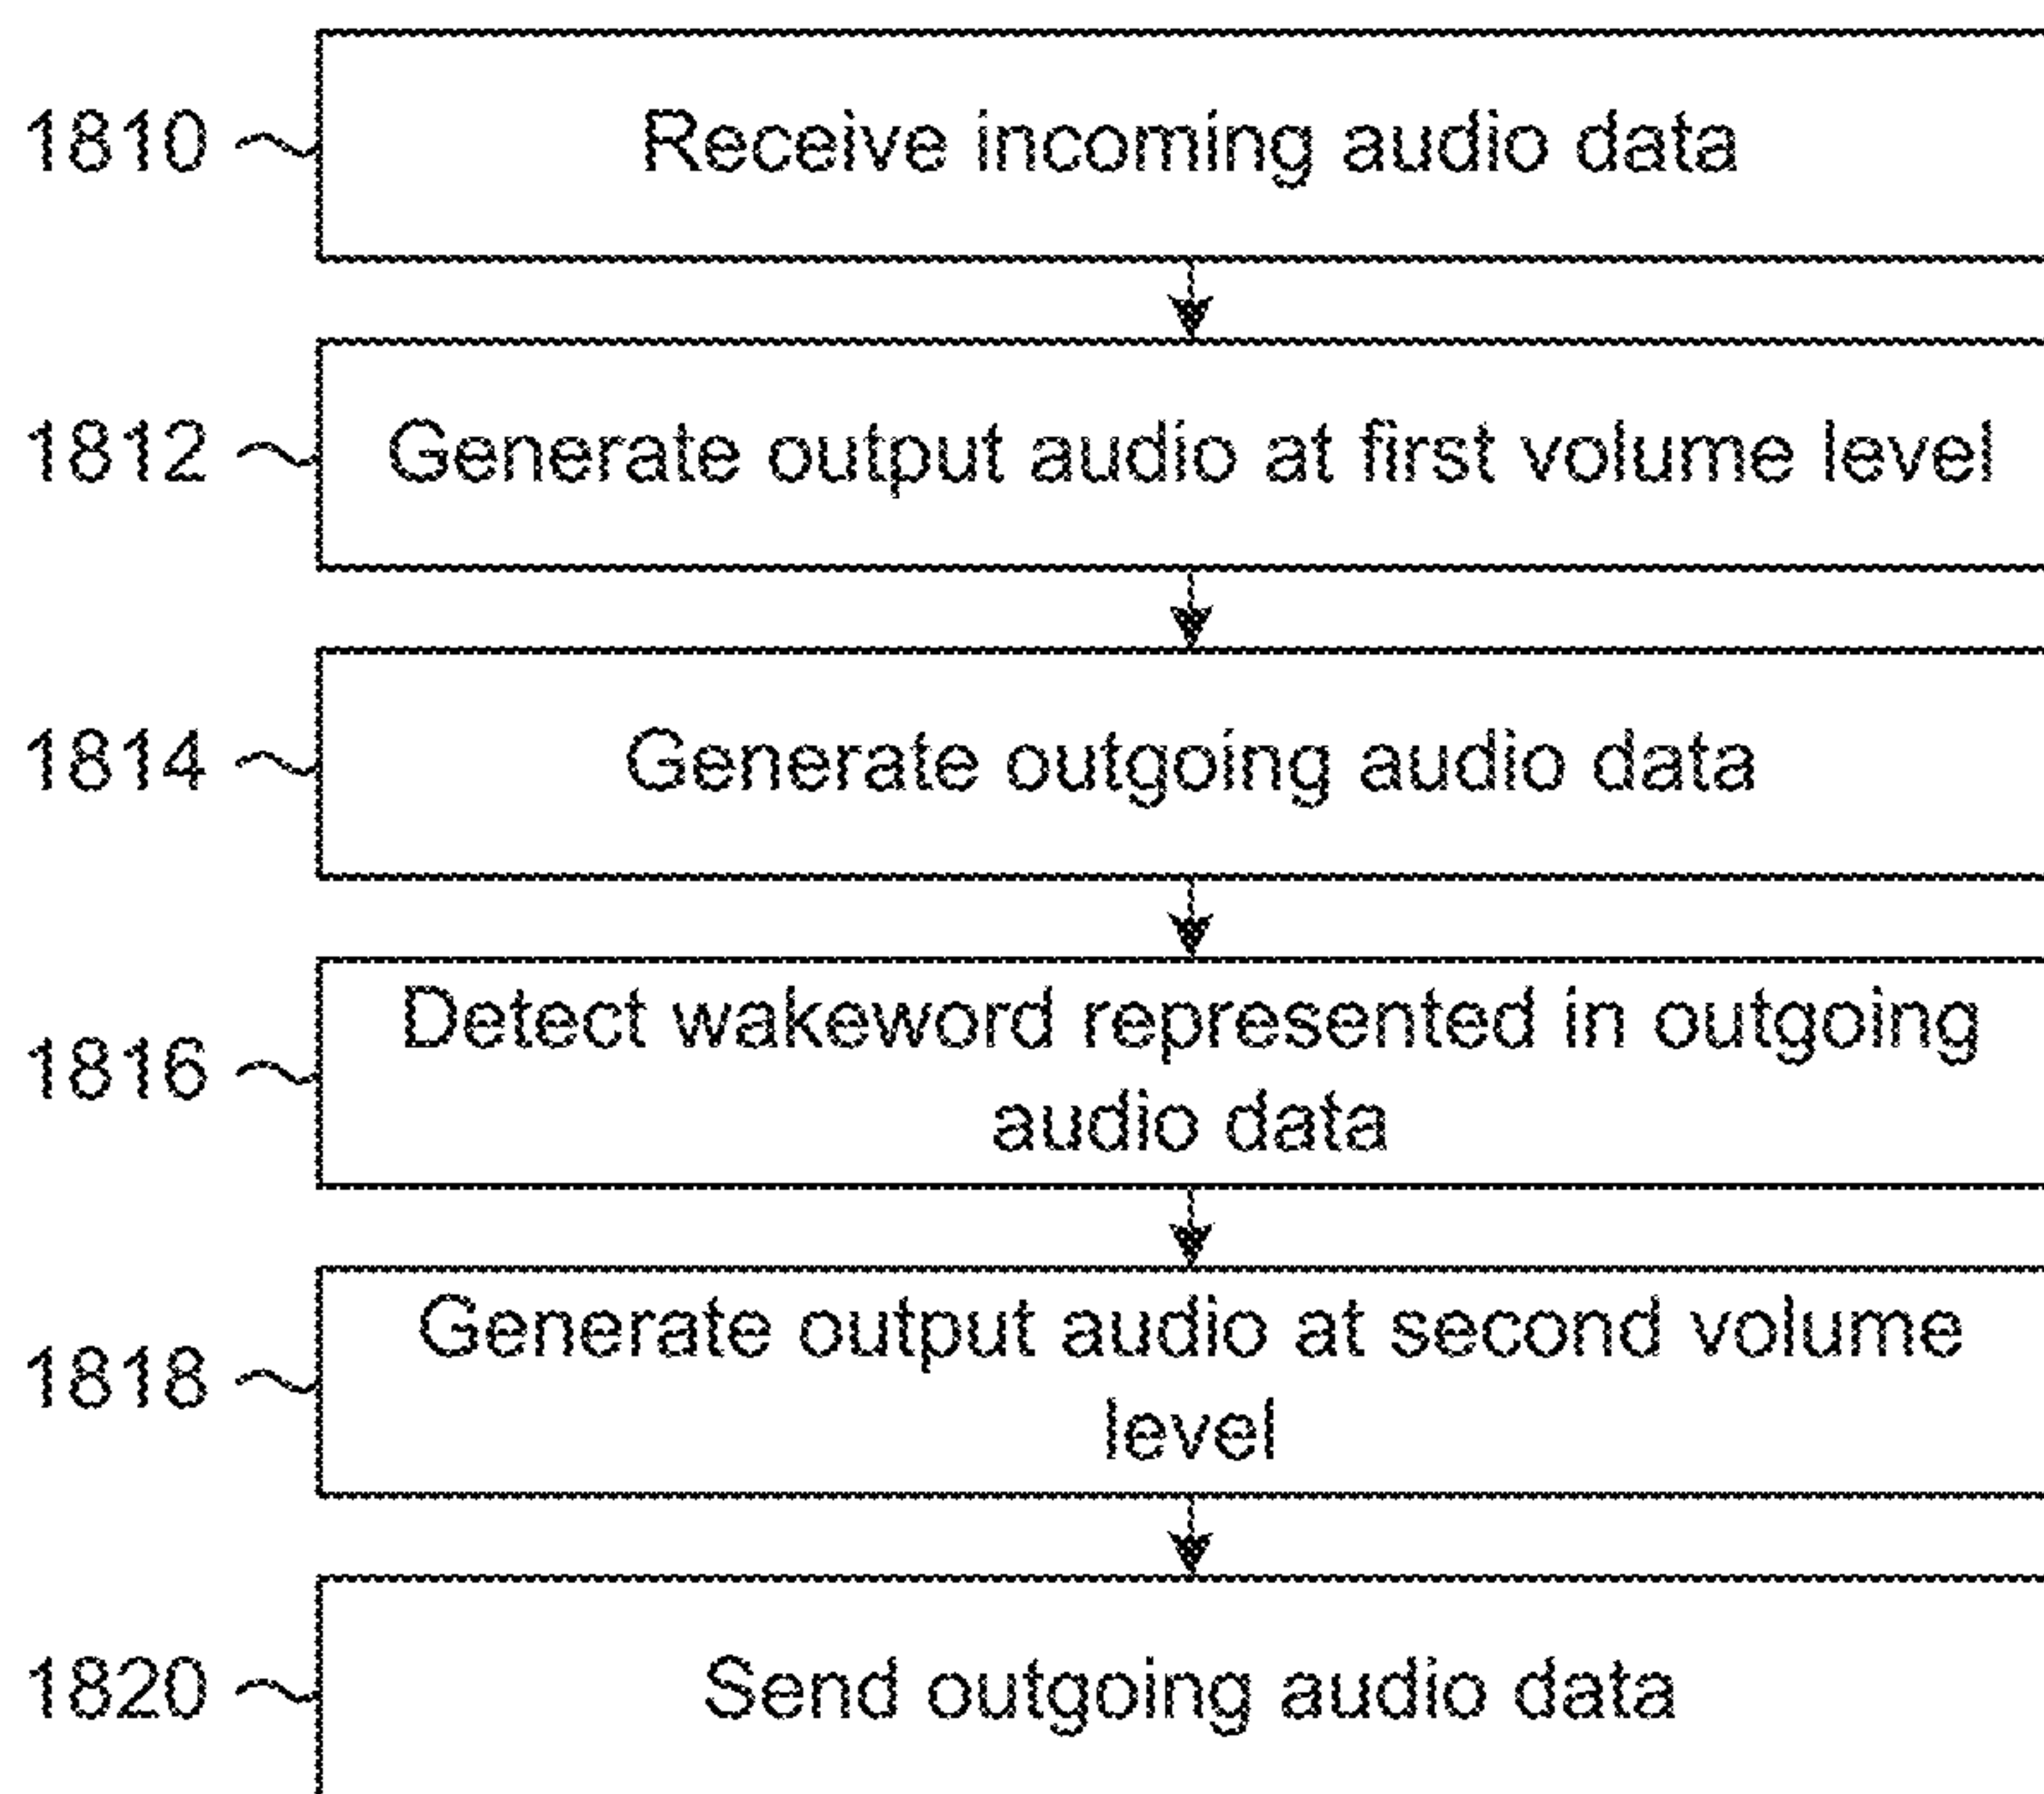 1810 Receive incoming audio data
1812 Generate output audio at first volume level
1814 Generate outgoing audio data
1816 Detect wakeword represented in outgoing
audio data
1818 Generate output audio at second volume
level
1820 Send outgoing audio data